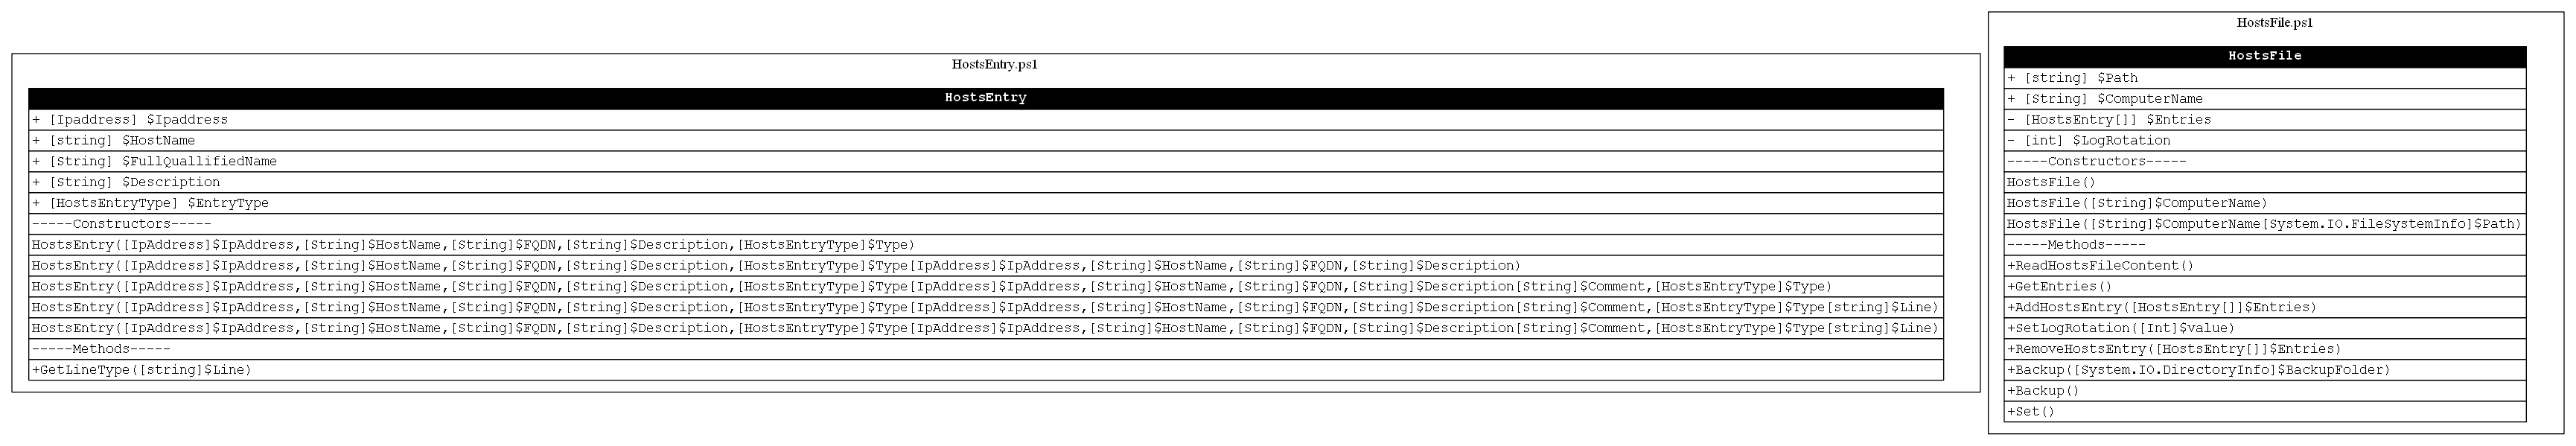 HostsEntry.ps1
HostsEntry
+ [Ipaddress] $Ipaddress
+ [string] $HostName
+ [String] $FullQuallifiedName
+ [String] $Description
+ [HostsEntryType] $EntryType
-----Constructors-----
HostsEntry([IpAddress]$IpAddress,[String]$HostName,[String]$FQDN,[String]$Description,[HostsEntryType]$Type)
HostsEntry([IpAddress]$IpAddress,[String]$HostName,[String]$FQDN,[String]$Description,[HostsEntryType]$Type[IpAddress]$IpAddress,[String]$HostName,[String]$FQDN,[String]$Description)
HostsEntry([IpAddress]$IpAddress,[String]$HostName,[String]$FQDN,[String]$Description,[HostsEntryType]$Type[IpAddress]$IpAddress,[String]$HostName,[String]$FQDN,[String]$Description[String]$Comment,[HostsEntryType]$Type)
HostsEntry([IpAddress]$IpAddress,[String]$HostName,[String]$FQDN,[String]$Description,[HostsEntryType]$Type[IpAddress]$IpAddress,[String]$HostName,[String]$FQDN,[String]$Description[String]$Comment,[HostsEntryType]$Type[string]$Line)
HostsEntry([IpAddress]$IpAddress,[String]$HostName,[String]$FQDN,[String]$Description,[HostsEntryType]$Type[IpAddress]$IpAddress,[String]$HostName,[String]$FQDN,[String]$Description[String]$Comment,[HostsEntryType]$Type[string]$Line)
-----Methods-----
+GetLineType([string]$Line)
HostsFile.ps1
HostsFile
+ [string] $Path
+ [String] $ComputerName
- [HostsEntry[]] $Entries
- [int] $LogRotation
-----Constructors-----
HostsFile()
HostsFile([String]$ComputerName)
HostsFile([String]$ComputerName[System.IO.FileSystemInfo]$Path)
-----Methods-----
+ReadHostsFileContent()
+GetEntries()
+AddHostsEntry([HostsEntry[]]$Entries)
+SetLogRotation([Int]$value)
+RemoveHostsEntry([HostsEntry[]]$Entries)
+Backup([System.IO.DirectoryInfo]$BackupFolder)
+Backup()
+Set()